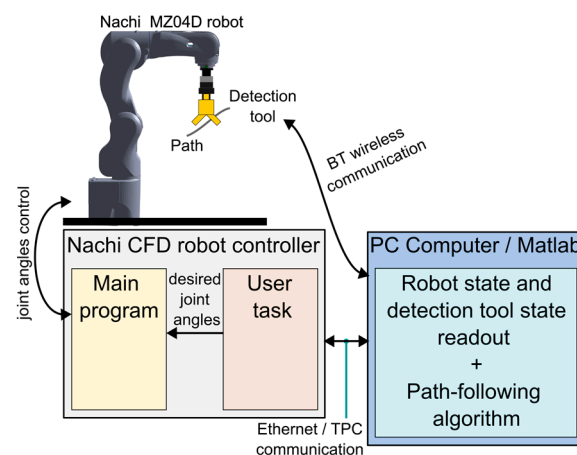 Nachi MZ04D robot
Detection
tool
Path
BT wireless
communication
joint angles control
Nachi CFD robot controller
Main
program
desired
joint
angles
User
task
PC Computer / Matlab
Robot state and
detection tool state
readout
+
Path-following
algorithm
Ethernet / TPC
communication